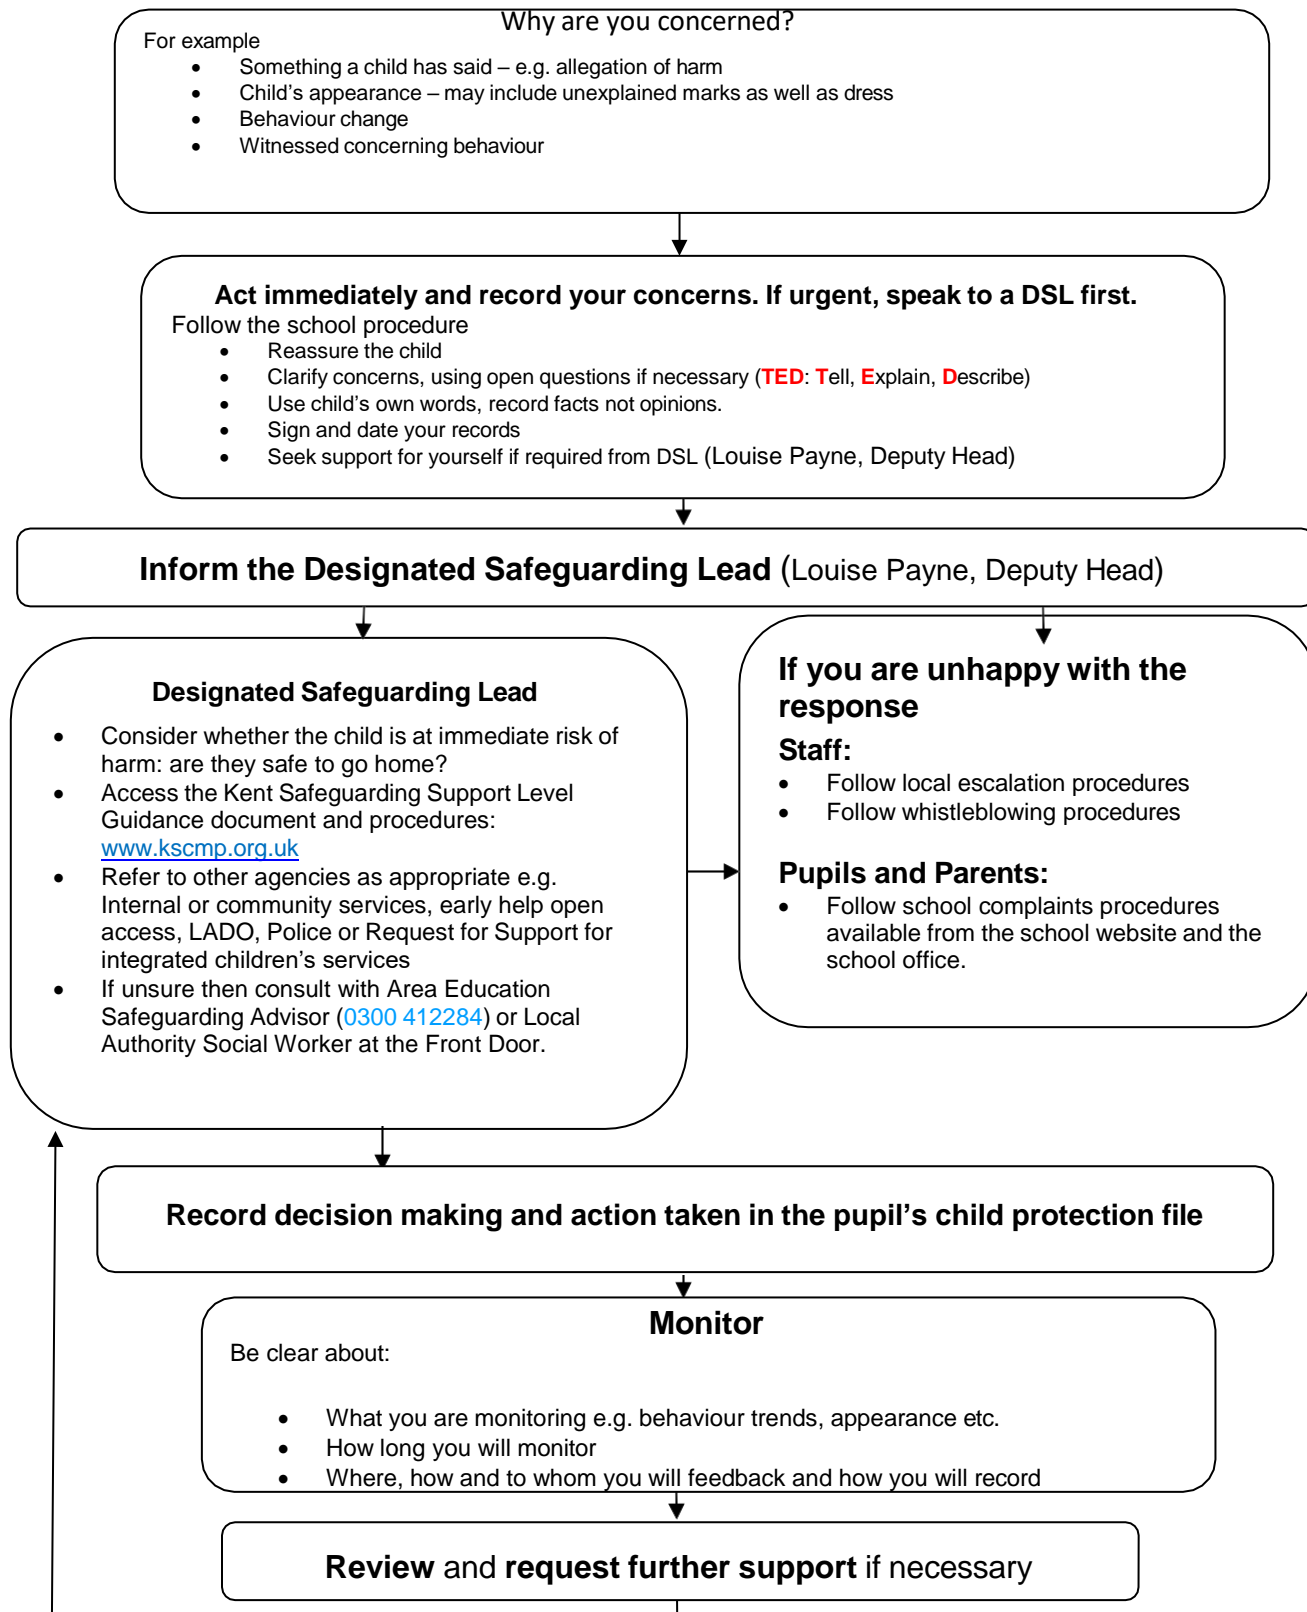 Why are you concerned?
For example
• Something a child has said – e.g. allegation of harm
• Child’s appearance – may include unexplained marks as well as dress
• Behaviour change
• Witnessed concerning behaviour
Act immediately and record your concerns. If urgent, speak to a DSL first.
Follow the school procedure
• Reassure the child
• Clarify concerns, using open questions if necessary (TED: Tell, Explain, Describe)
• Use child’s own words, record facts not opinions.
• Sign and date your records
• Seek support for yourself if required from DSL (Louise Payne, Deputy Head)
Inform the Designated Safeguarding Lead (Louise Payne, Deputy Head)
Designated Safeguarding Lead
• Consider whether the child is at immediate risk of
harm: are they safe to go home?
• Access the Kent Safeguarding Support Level
Guidance document and procedures:
www.kscmp.org.uk
• Refer to other agencies as appropriate e.g.
Internal or community services, early help open
access, LADO, Police or Request for Support for
integrated children’s services
• If unsure then consult with Area Education
Safeguarding Advisor (0300 412284) or Local
Authority Social Worker at the Front Door.
If you are unhappy with the
response
Staff:
• Follow local escalation procedures
• Follow whistleblowing procedures
Pupils and Parents:
• Follow school complaints procedures
available from the school website and the
school office.
Record decision making and action taken in the pupil’s child protection file
Monitor
Be clear about:
• What you are monitoring e.g. behaviour trends, appearance etc.
• How long you will monitor
• Where, how and to whom you will feedback and how you will record
Review and request further support if necessary